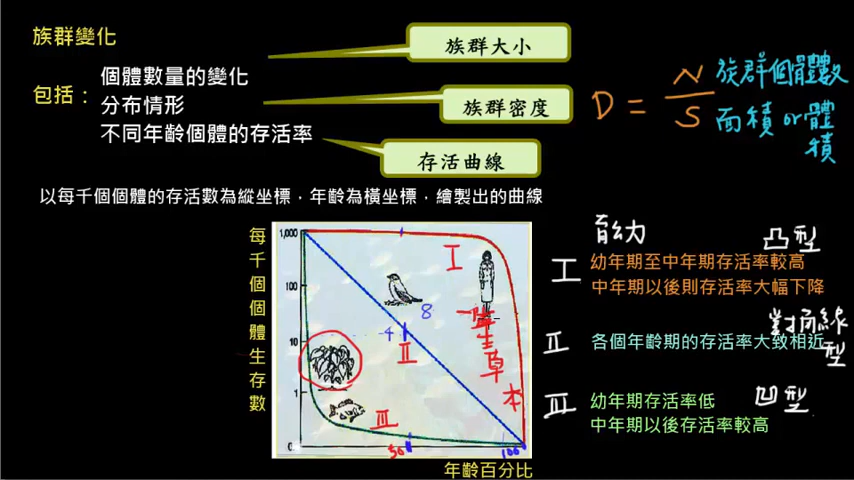 族群變化
族群大小
包括：
個體數量的變化
分布情形
不同年齡個體的存活率
族群密度
存活曲線
D = N/S
族群個體數
面積 or 體積
以每千個個體的存活數為縱坐標，年齡為橫坐標，繪製出的曲線
每千個個體生存數
1,000
100
10
1
0
I
II
III
8
4
一年生草本
50
100
年齡百分比
育幼
凸型
I
幼年期至中年期存活率較高
中年期以後則存活率大幅下降
對角線型
II
各個年齡期的存活率大致相近
凹型
III
幼年期存活率低
中年期以後存活率較高